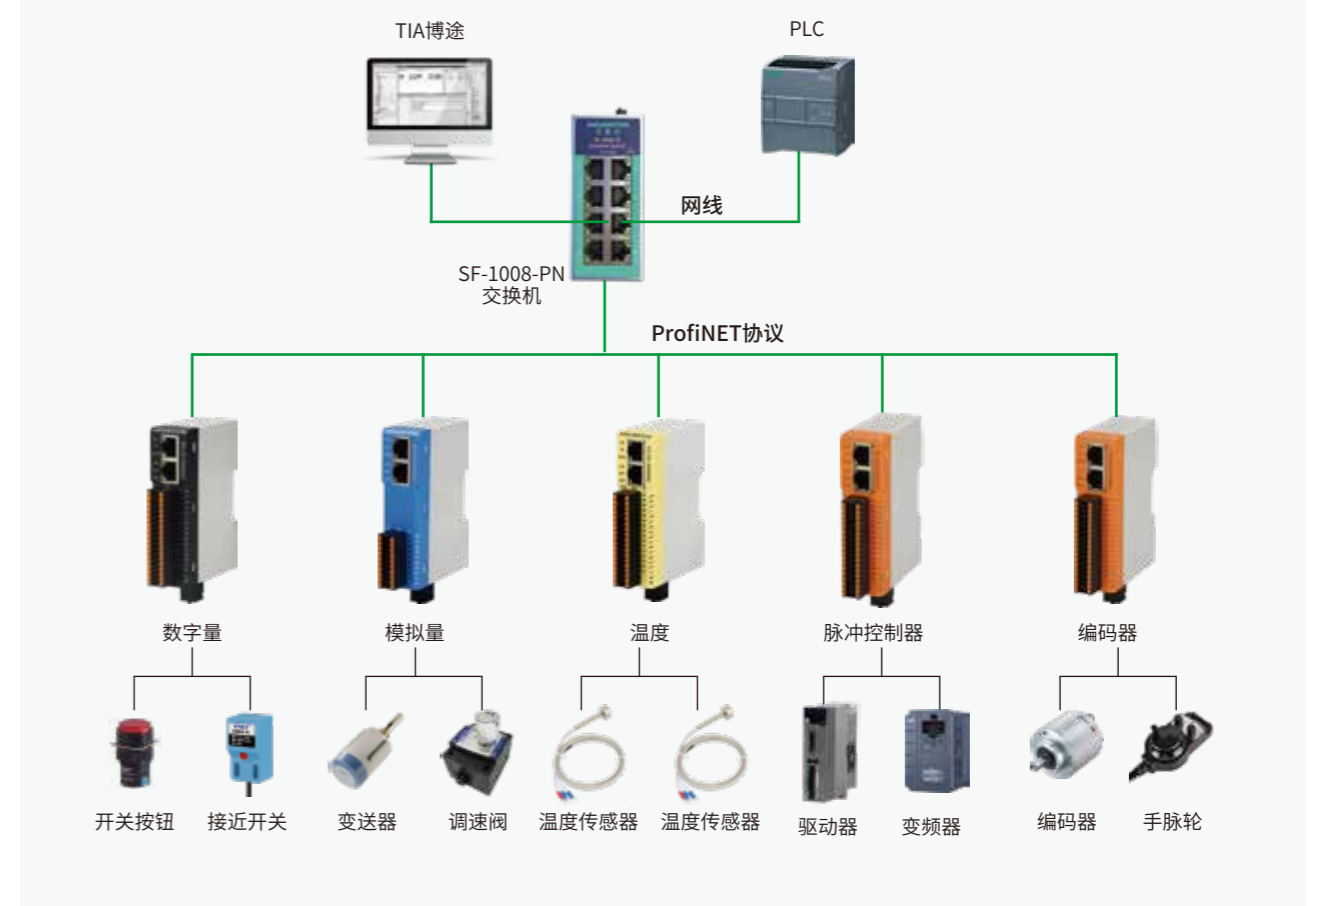 TIA博途
PLC
网线
SF-1008-PN
交换机
ProfiNET协议
数字量
模拟量
温度
脉冲控制器
编码器
开关按钮
接近开关
变送器
调速阀
温度传感器
温度传感器
驱动器
变频器
编码器
手脉轮